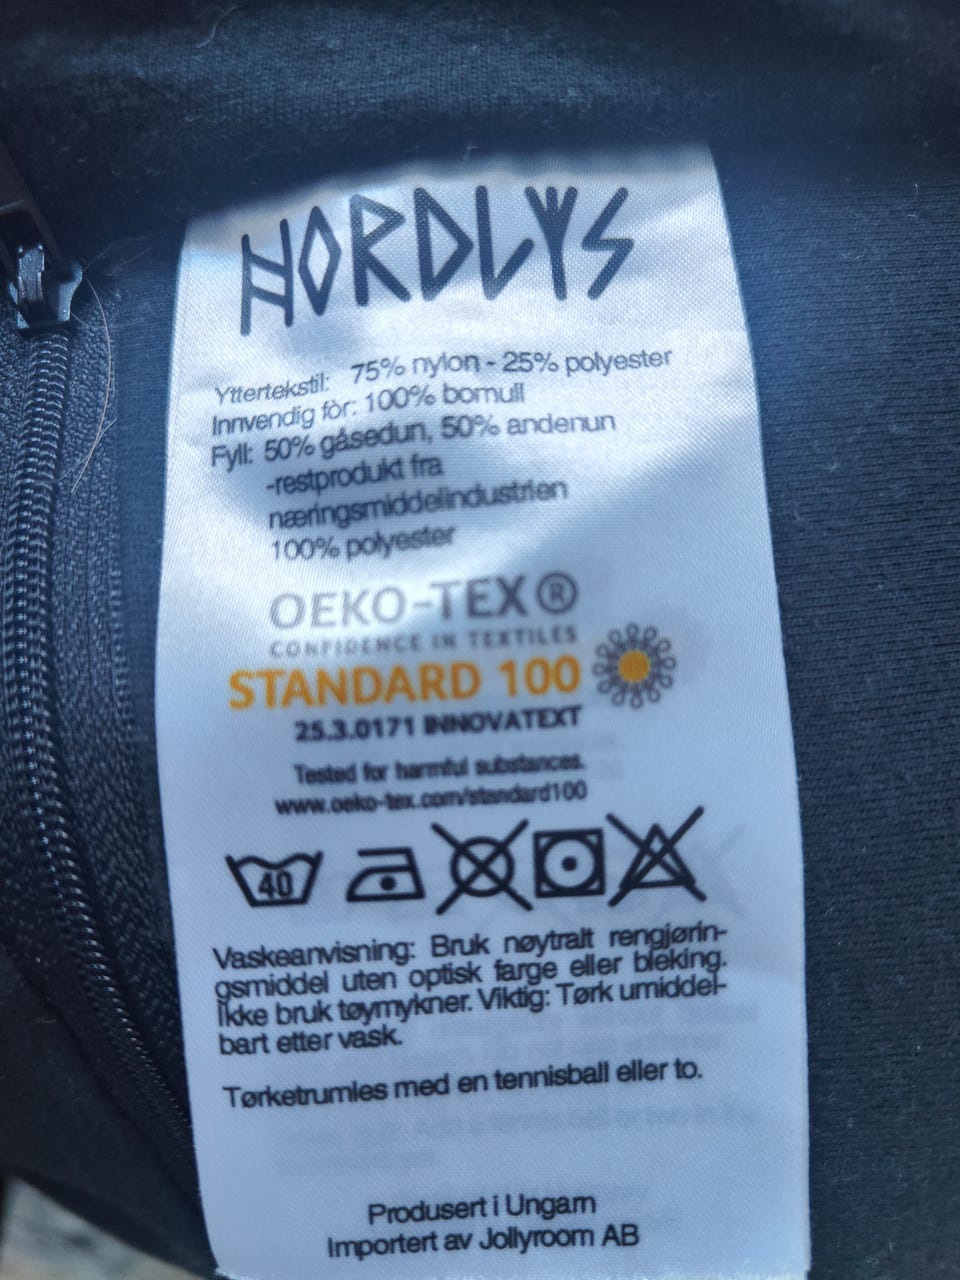 NORDLYS
Yttertekstil: 75% nylon - 25% polyester
Innvendig fòr: 100% bomull
Fyll: 50% gåsedun, 50% andenun
-restprodukt fra
næringsmiddelindustrien
100% polyester
OEKO-TEX®
CONFIDENCE IN TEXTILES
STANDARD 100
25.3.0171 INNOVATEXT
Tested for harmful substances.
www.oeko-tex.com/standard100
40
Vaskeanvisning: Bruk nøytralt rengjørin-
gsmiddel uten optisk farge eller bleking.
Ikke bruk tøymykner. Viktig: Tørk umiddel-
bart etter vask.
Tørketrumles med en tennisball eller to.
Produsert i Ungarn
Importert av Jollyroom AB